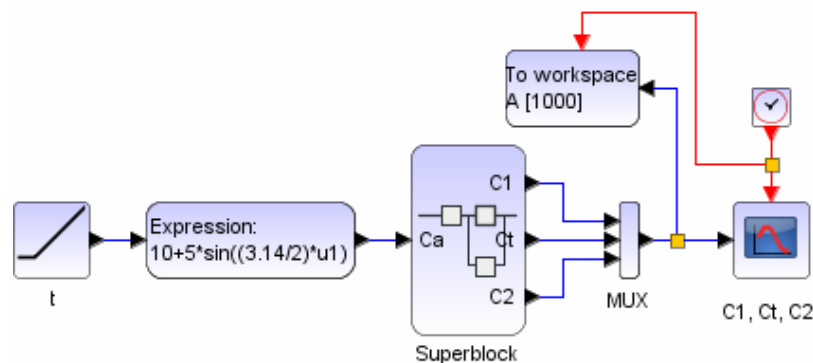 To workspace
A [1000]
C1
Expression:
10+5*sin((3.14/2)*u1)
Ca
Ct
t
C2
MUX
C1, Ct, C2
Superblock